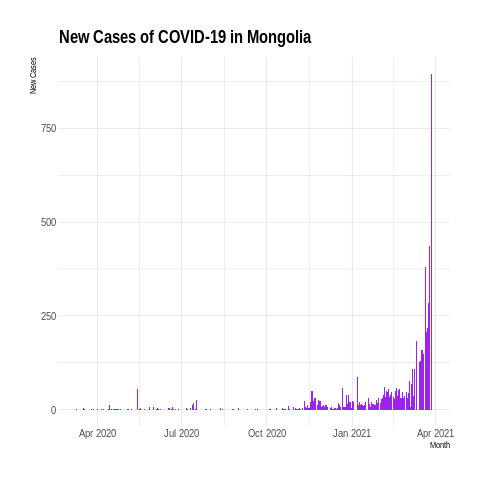 New Cases of COVID-19 in Mongolia
New Cases
750
500
250
0
Apr 2020 Jul 2020 Oct 2020 Jan 2021 Apr 2021
Month